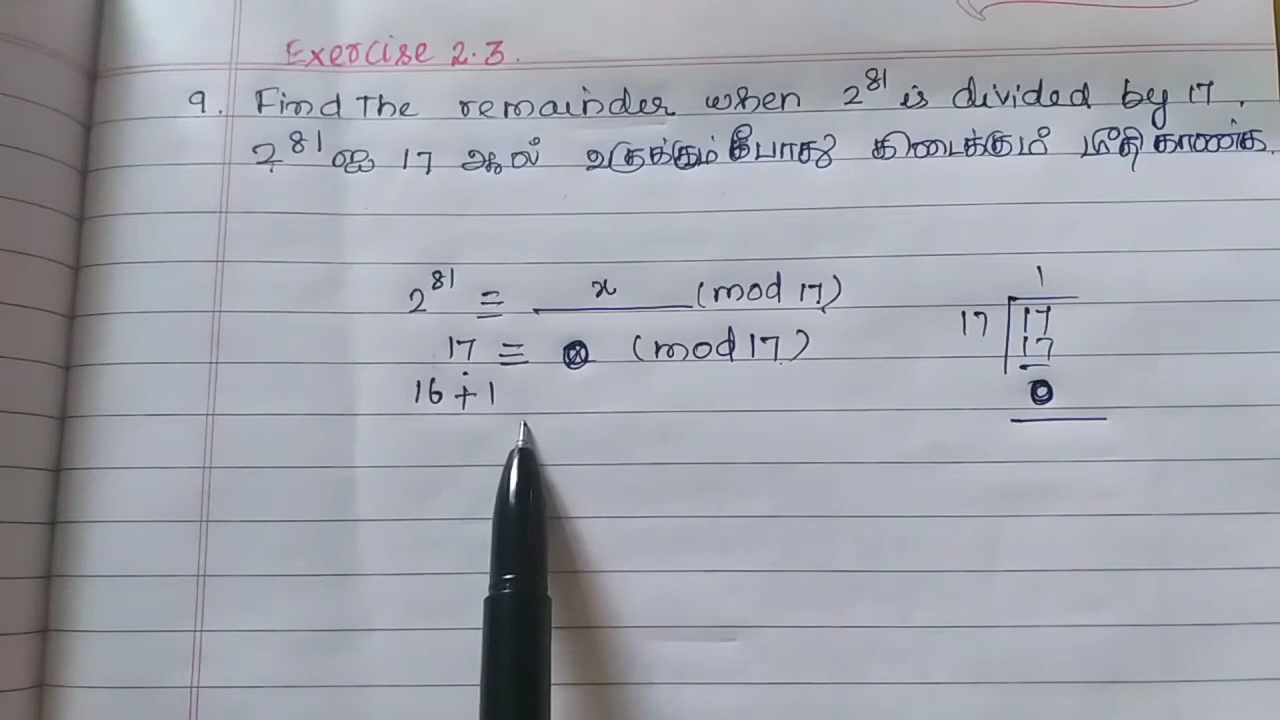 Exercise 2.3.
9. Find The remainder when 2^81 is divided by 17.
2^81 ஐ 17 ஆல் வகுக்கும் போது கிடைக்கும் மீதி காண்க.
2^81 ≡ x (mod 17)
17 ≡ 0 (mod 17)
16 + 1
1
17 17
17
0